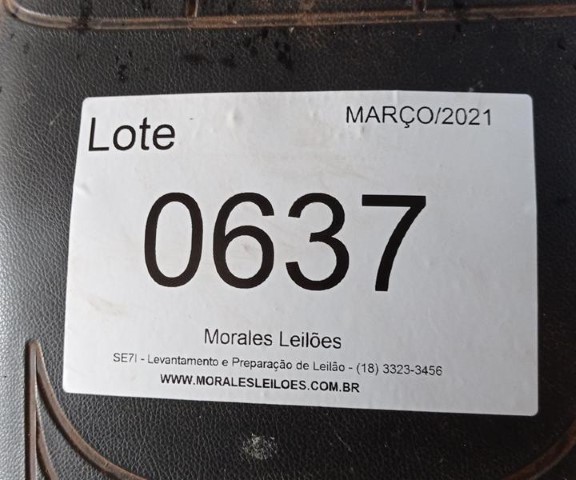 Lote
MARÇO/2021
0637
Morales Leilões
SE7I - Levantamento e Preparação de Leilão - (18) 3323-3456
WWW.MORALESLEILOES.COM.BR